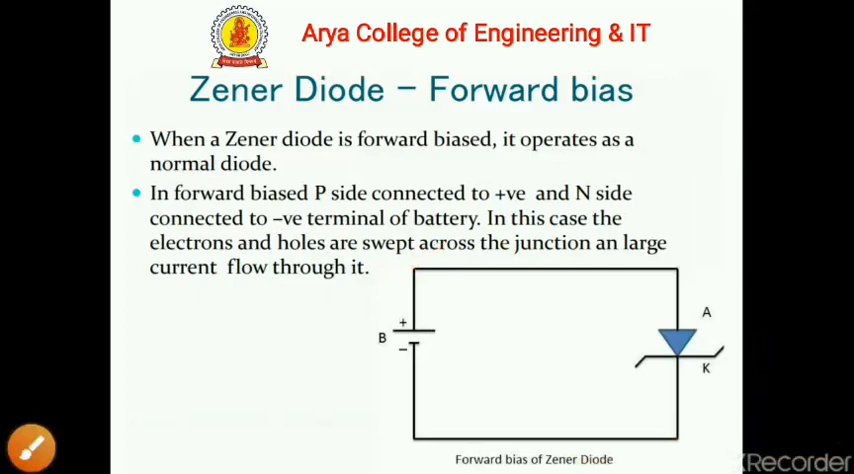 Arya College of Engineering & IT
Zener Diode – Forward bias
When a Zener diode is forward biased, it operates as a
normal diode.
In forward biased P side connected to +ve and N side
connected to –ve terminal of battery. In this case the
electrons and holes are swept across the junction an large
current flow through it.
+
B
–
A
K
Forward bias of Zener Diode
XRecorder